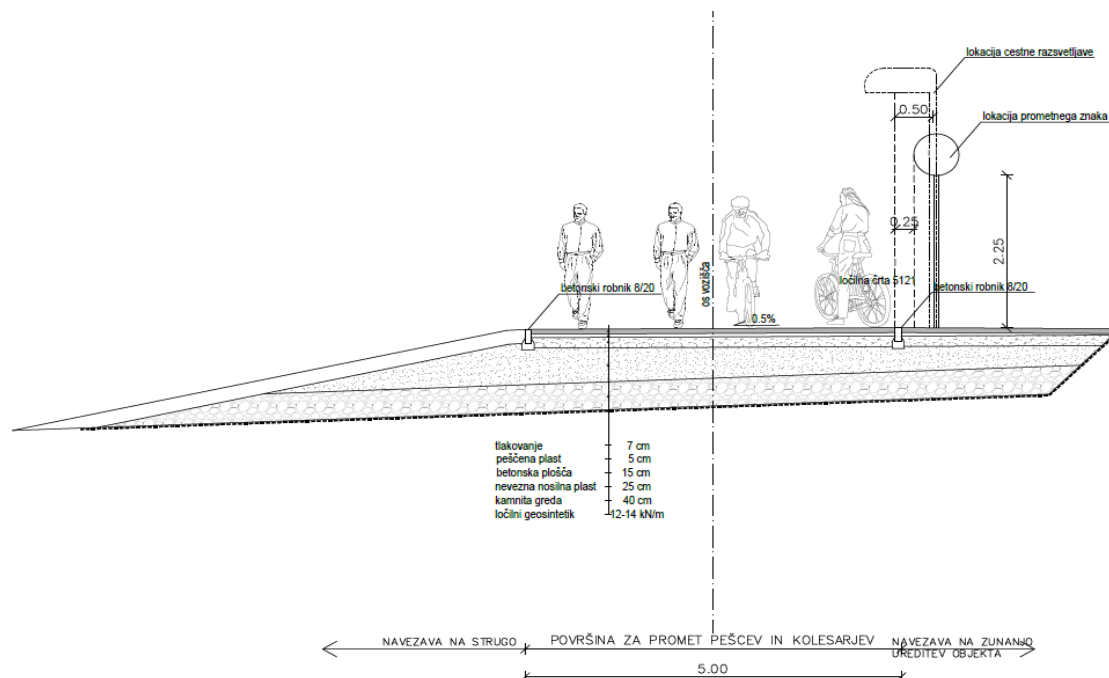 lokacija cestne razsvetljave
0.50
lokacija prometnega znaka
0.25
2.25
os vozišča
ločilna črta 5121
betonski robnik 8/20
betonski robnik 8/20
0.5%
tlakovanje 7 cm
peščena plast 5 cm
betonska plošča 15 cm
nevezna nosilna plast 25 cm
kamnita greda 40 cm
ločilni geosintetik 12-14 kN/m
NAVEZAVA NA STRUGO
POVRŠINA ZA PROMET PEŠCEV IN KOLESARJEV
NAVEZAVA NA ZUNANJO
UREDITEV OBJEKTA
5.00